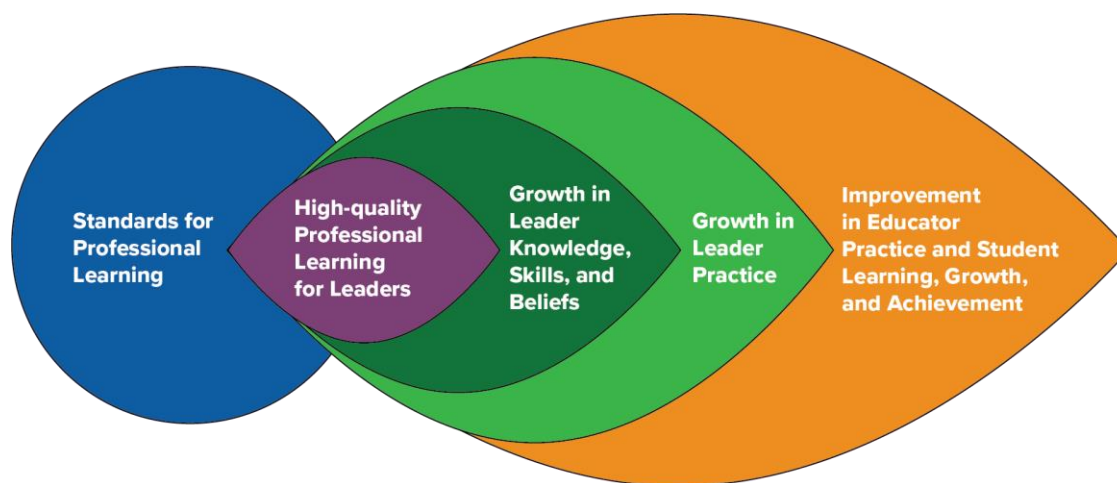 Standards for
Professional
Learning
High-quality
Professional
Learning
for Leaders
Growth in
Leader
Knowledge,
Skills, and
Beliefs
Growth in
Leader
Practice
Improvement
in Educator
Practice and Student
Learning, Growth,
and Achievement